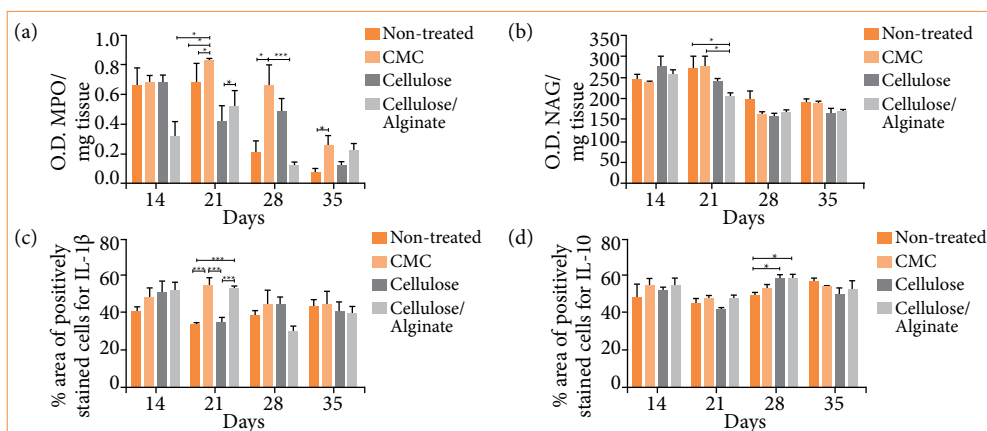 (a)
O.D. MPO/
mg tissue
1.0
0.8
0.6
0.4
0.2
0.0
* * * * * *** *
14 21 28 35
Days
Non-treated
CMC
Cellulose
Cellulose/
Alginate
(b)
O.D. NAG/
mg tissue
350
300
250
200
150
100
50
0
* *
14 21 28 35
Days
Non-treated
CMC
Cellulose
Cellulose/
Alginate
(c)
% area of positively
stained cells for IL-1β
80
60
40
20
0
*** *** *** ***
14 21 28 35
Days
Non-treated
CMC
Cellulose
Cellulose/
Alginate
(d)
% area of positively
stained cells for IL-10
80
60
40
20
0
* *
14 21 28 35
Days
Non-treated
CMC
Cellulose
Cellulose/
Alginate